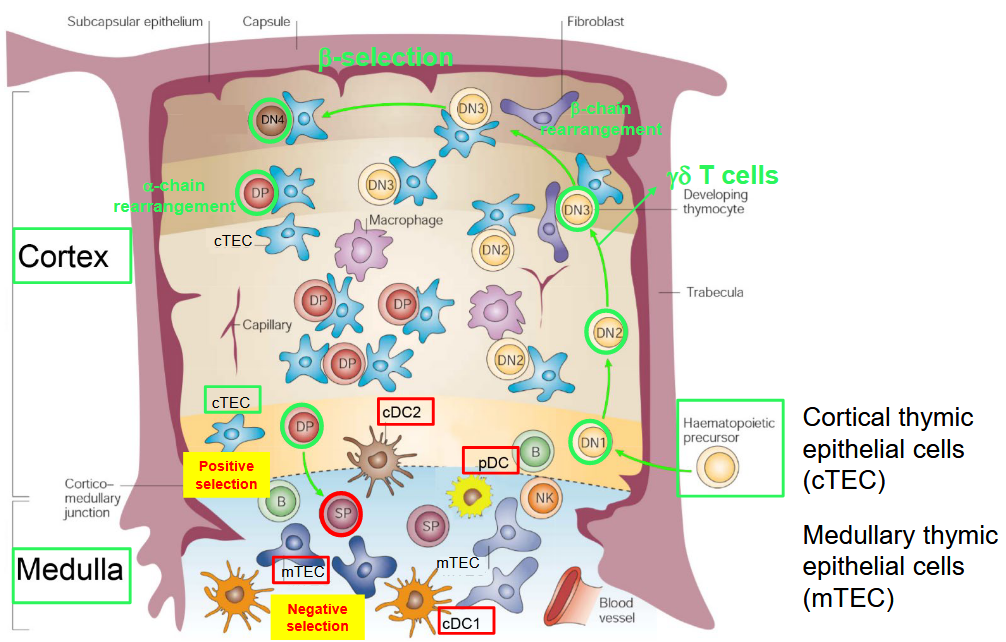 Subcapsular epithelium
Capsule
Fibroblast
β-selection
DN4
DN3
β-chain
rearrangement
α-chain
rearrangement
DP
DN3
DN3
γδ T cells
Developing
thymocyte
cTEC
Macrophage
DN2
Cortex
DP
DP
Trabecula
Capillary
DN2
DP
DN2
cTEC
cDC2
DP
DN1
B
pDC
Haematopoietic
precursor
Cortical thymic
epithelial cells
(cTEC)
Positive
selection
Cortico–
medullary
junction
B
SP
SP
NK
Medulla
mTEC
mTEC
Medullary thymic
epithelial cells
(mTEC)
Negative
selection
cDC1
Blood
vessel